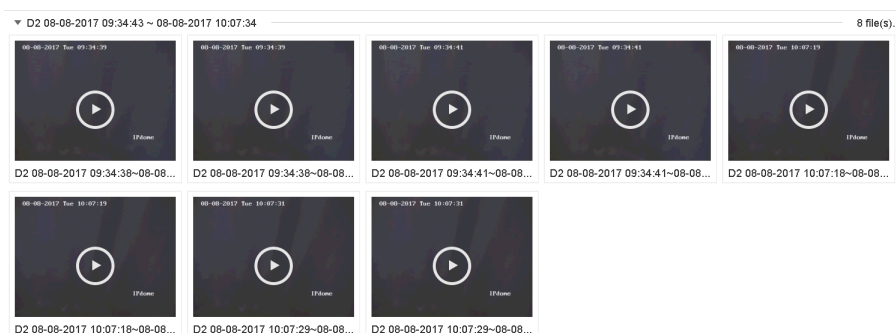 D2 08-08-2017 09:34:43 ~ 08-08-2017 10:07:34 8 file(s).
08-08-2017 Tue 09:34:39
IPdome
D2 08-08-2017 09:34:38~08-08...
08-08-2017 Tue 09:34:39
IPdome
D2 08-08-2017 09:34:38~08-08...
08-08-2017 Tue 09:34:41
IPdome
D2 08-08-2017 09:34:41~08-08...
08-08-2017 Tue 09:34:41
IPdome
D2 08-08-2017 09:34:41~08-08...
08-08-2017 Tue 10:07:19
IPdome
D2 08-08-2017 10:07:18~08-08...
08-08-2017 Tue 10:07:19
IPdome
D2 08-08-2017 10:07:18~08-08...
08-08-2017 Tue 10:07:31
IPdome
D2 08-08-2017 10:07:29~08-08...
08-08-2017 Tue 10:07:31
IPdome
D2 08-08-2017 10:07:29~08-08...